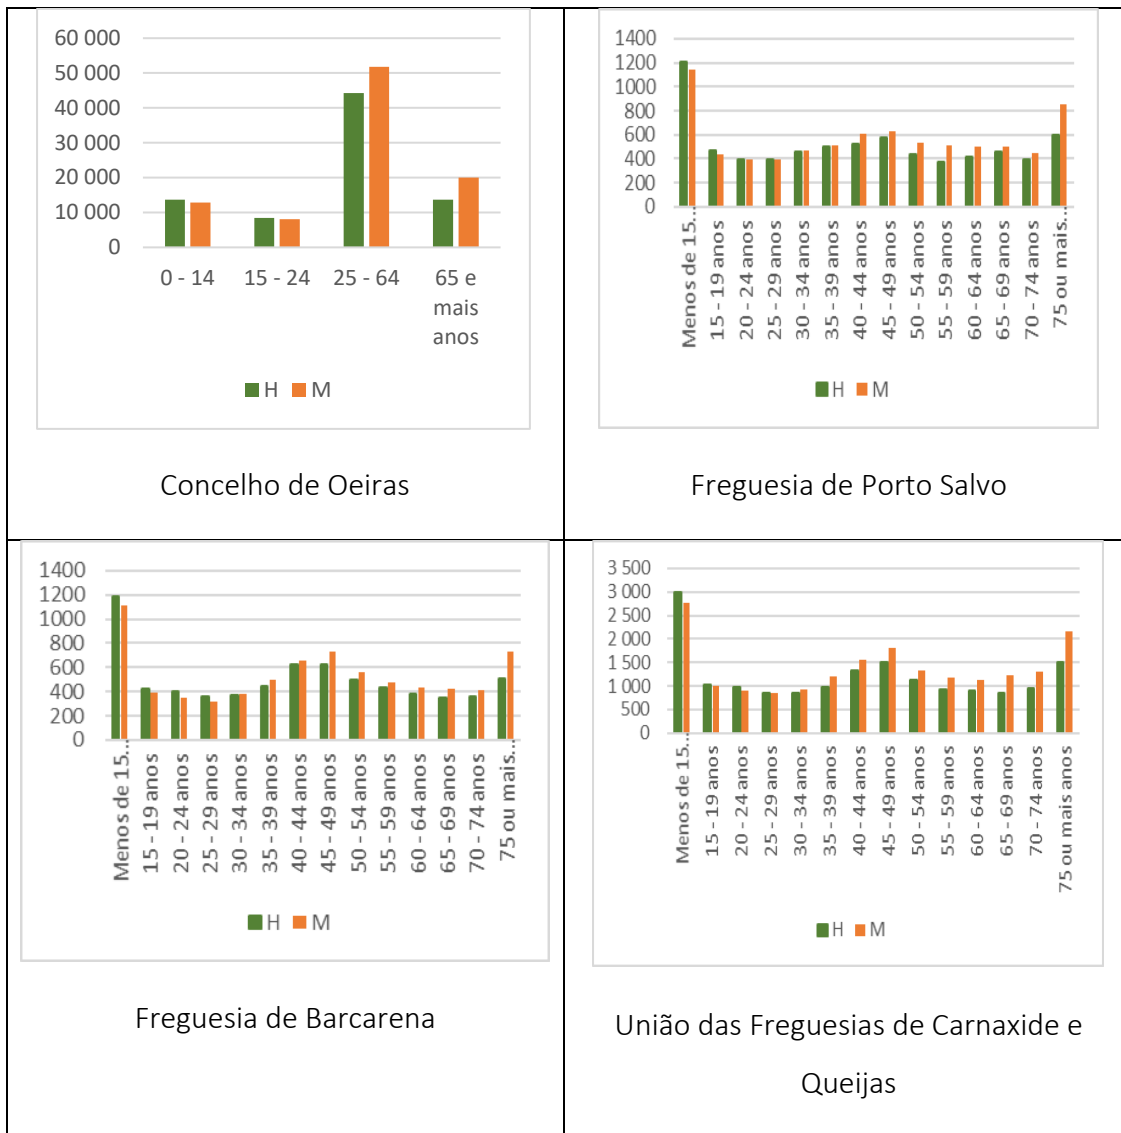 60 000
50 000
40 000
30 000
20 000
10 000
0
0 - 14 15 - 24 25 - 64 65 e
mais
anos
H M
Concelho de Oeiras
1400
1200
1000
800
600
400
200
0
Menos de 15…
15 - 19 anos
20 - 24 anos
25 - 29 anos
30 - 34 anos
35 - 39 anos
40 - 44 anos
45 - 49 anos
50 - 54 anos
55 - 59 anos
60 - 64 anos
65 - 69 anos
70 - 74 anos
75 ou mais…
H M
Freguesia de Porto Salvo
1400
1200
1000
800
600
400
200
0
Menos de 15…
15 - 19 anos
20 - 24 anos
25 - 29 anos
30 - 34 anos
35 - 39 anos
40 - 44 anos
45 - 49 anos
50 - 54 anos
55 - 59 anos
60 - 64 anos
65 - 69 anos
70 - 74 anos
75 ou mais…
H M
Freguesia de Barcarena
3 500
3 000
2 500
2 000
1 500
1 000
500
0
Menos de 15…
15 - 19 anos
20 - 24 anos
25 - 29 anos
30 - 34 anos
35 - 39 anos
40 - 44 anos
45 - 49 anos
50 - 54 anos
55 - 59 anos
60 - 64 anos
65 - 69 anos
70 - 74 anos
75 ou mais anos
H M
União das Freguesias de Carnaxide e
Queijas